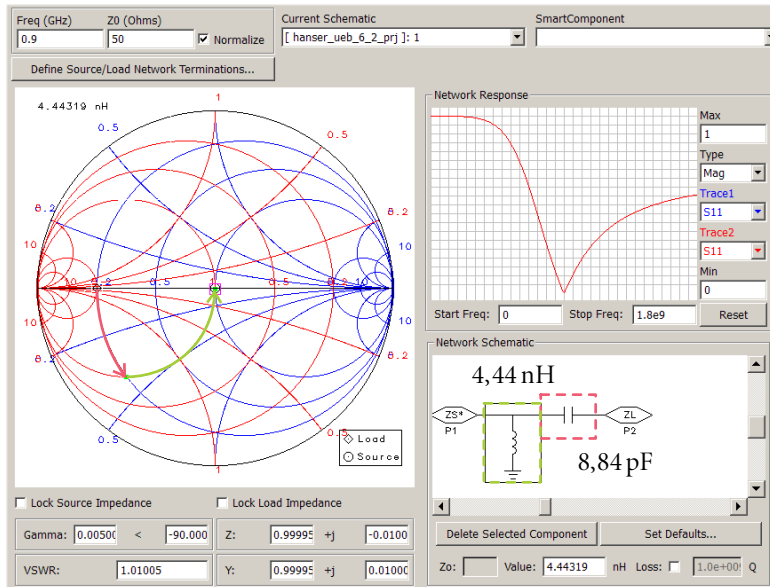 Freq (GHz) Z0 (Ohms)
0.9 50 Normalize
Define Source/Load Network Terminations...
Current Schematic SmartComponent
[ hanser_ueb_6_2_prj ]: 1
4.44319 nH
1
0.5 0.5
0.2 0.2
10 10
10 0.2 0.5 1 0.5 0.2 10
10 10
0.2 0.2
0.5 0.5
1
Load
Source
Network Response
Max
1
Type
Mag
Trace1
S11
Trace2
S11
Min
0
Start Freq: 0 Stop Freq: 1.8e9 Reset
Network Schematic
4,44 nH
ZS* ZL
P1 P2
8,84 pF
Delete Selected Component Set Defaults...
Zo: Value: 4.44319 nH Loss: 1.0e+00 Q
Lock Source Impedance Lock Load Impedance
Gamma: 0.00500 < -90.000 Z: 0.99995 +j -0.0100
VSWR: 1.01005 Y: 0.99995 +j 0.01000